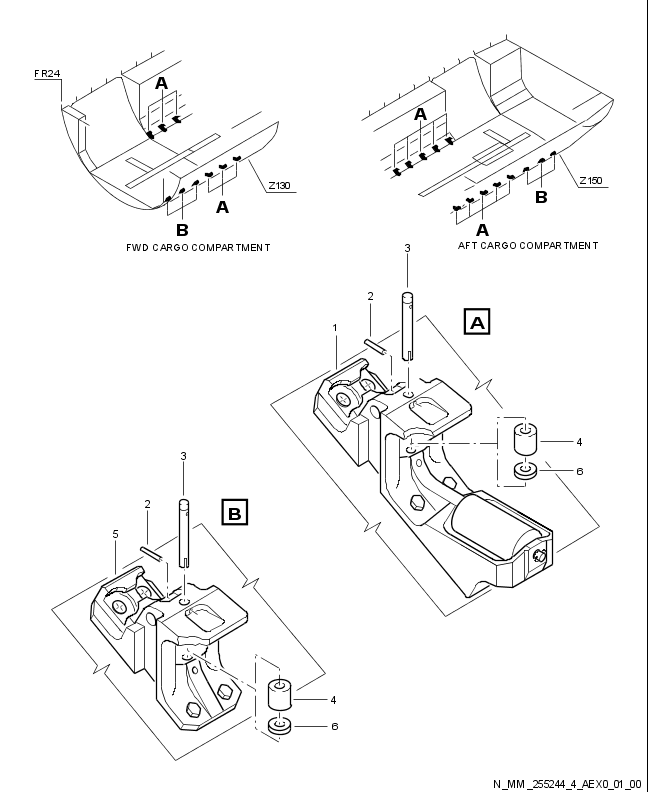 FR24
A
A
Z130
B
A
FWD CARGO COMPARTMENT
Z150
B
A
AFT CARGO COMPARTMENT
3
2
A
1
4
6
3
2
B
5
4
6
N_MM_255244_4_AEX0_01_00